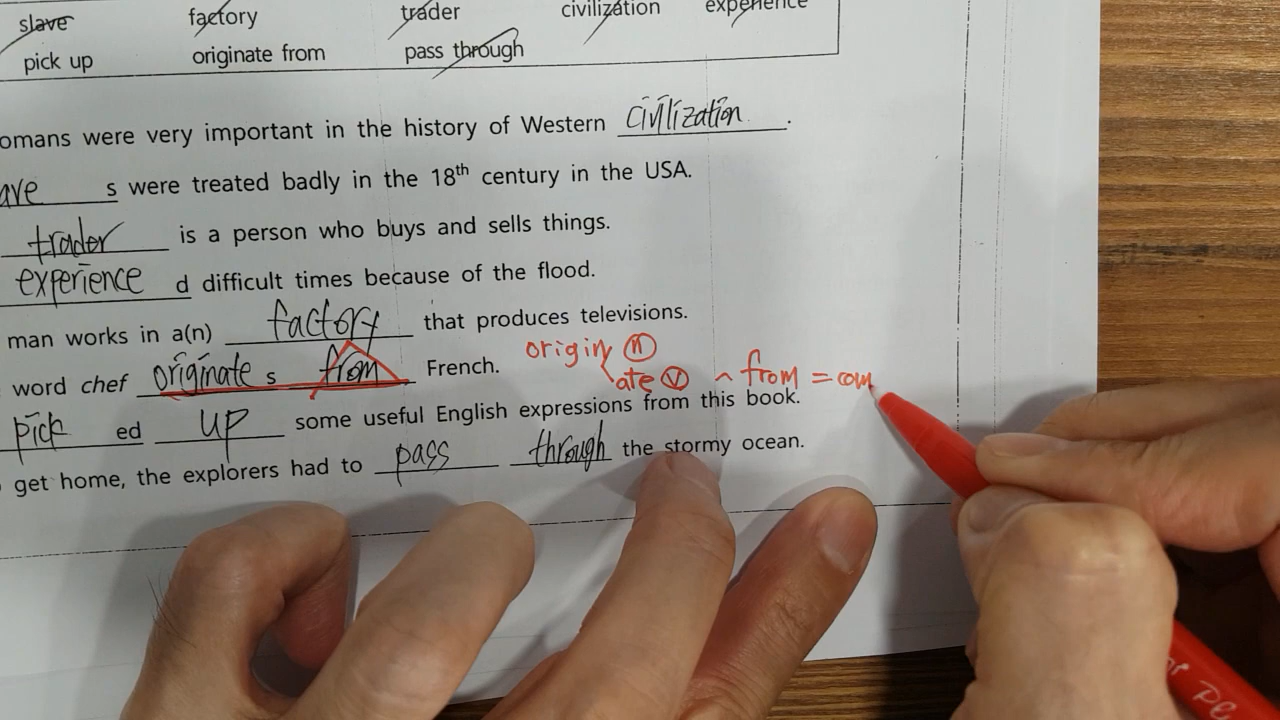 slave factory trader civilization experience
pick up originate from pass through
omans were very important in the history of Western civilization.
ave s were treated badly in the 18th century in the USA.
trader is a person who buys and sells things.
experience d difficult times because of the flood.
man works in a(n) factory that produces televisions.
origin n
word chef originate s from French.
ate v ~ from = com
pick ed up some useful English expressions from this book.
get home, the explorers had to pass through the stormy ocean.